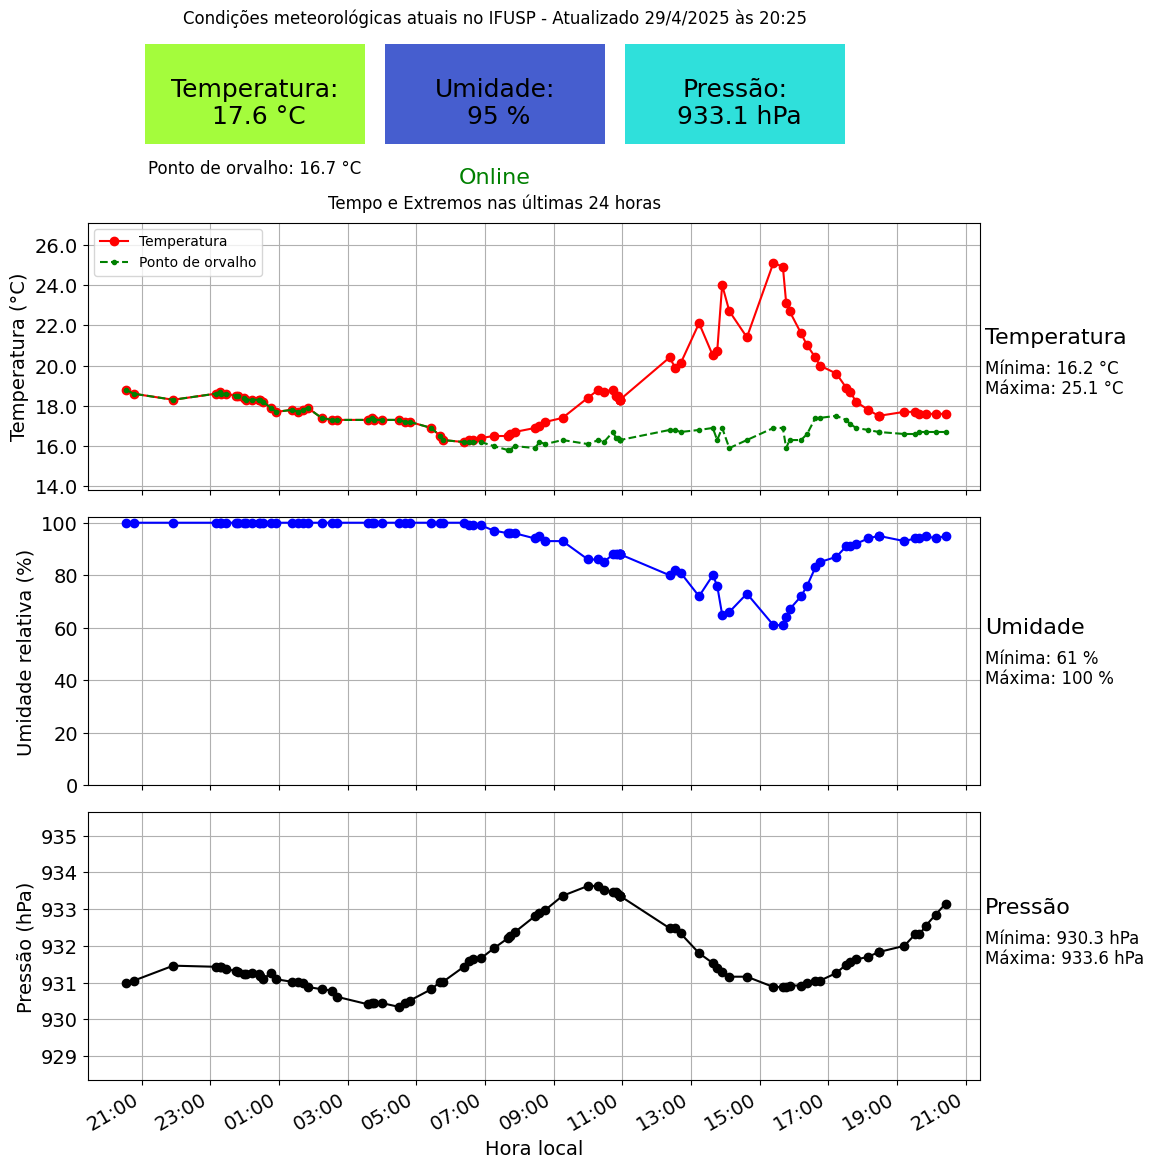 Condições meteorológicas atuais no IFUSP - Atualizado 29/4/2025 às 20:25
Temperatura:
17.6 °C
Umidade:
95 %
Pressão:
933.1 hPa
Ponto de orvalho: 16.7 °C
Online
Tempo e Extremos nas últimas 24 horas
Temperatura (°C)
26.0
24.0
22.0
20.0
18.0
16.0
14.0
Temperatura
Ponto de orvalho
Temperatura
Mínima: 16.2 °C
Máxima: 25.1 °C
Umidade relativa (%)
100
80
60
40
20
0
Umidade
Mínima: 61 %
Máxima: 100 %
Pressão (hPa)
935
934
933
932
931
930
929
Pressão
Mínima: 930.3 hPa
Máxima: 933.6 hPa
21:00 23:00 01:00 03:00 05:00 07:00 09:00 11:00 13:00 15:00 17:00 19:00 21:00
Hora local